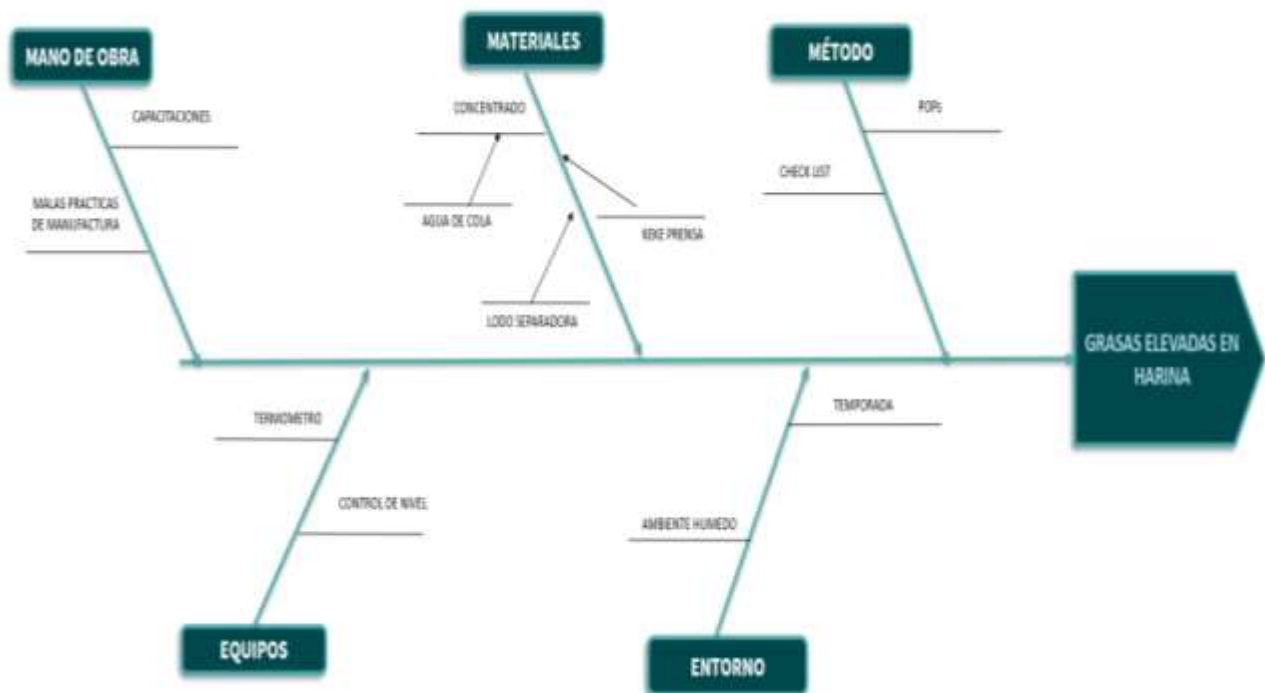 MANO DE OBRA
MATERIALES
MÉTÓDO
CAPACITACIONES
CONCENTRADO
POPs
CHECK LIST
MALAS PRACTICAS
DE MANUFACTURA
AGUA DE COLA
KEKE PRENSA
LODO SEPARADORA
GRASAS ELEVADAS EN
HARINA
TERMOMETRO
TEMPORADA
CONTROL DE NIVEL
AMBIENTE HUMEDO
EQUIPOS
ENTORNO